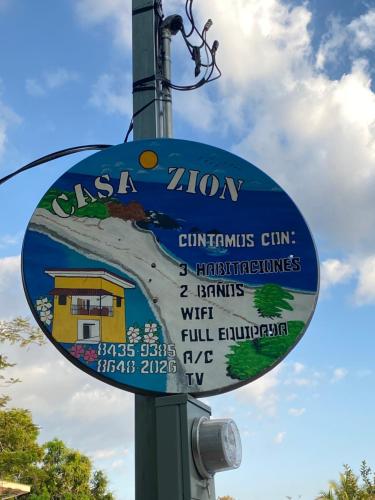 CASA ZION
CONTAMOS CON:
3 HABITACIONES
2 BAÑOS
WIFI
FULL EQUIPADA
A/C
TV
8435-9385
8648-2026